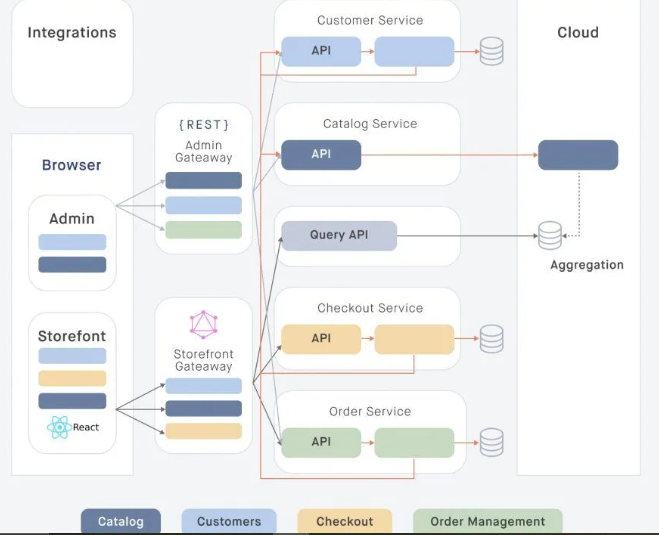 Integrations
Browser
Admin
Storefont
React
{REST}
Admin
Gateaway
Storefront
Gateaway
Customer Service
API
Catalog Service
API
Query API
Checkout Service
API
Order Service
API
Cloud
Aggregation
Catalog
Customers
Checkout
Order Management